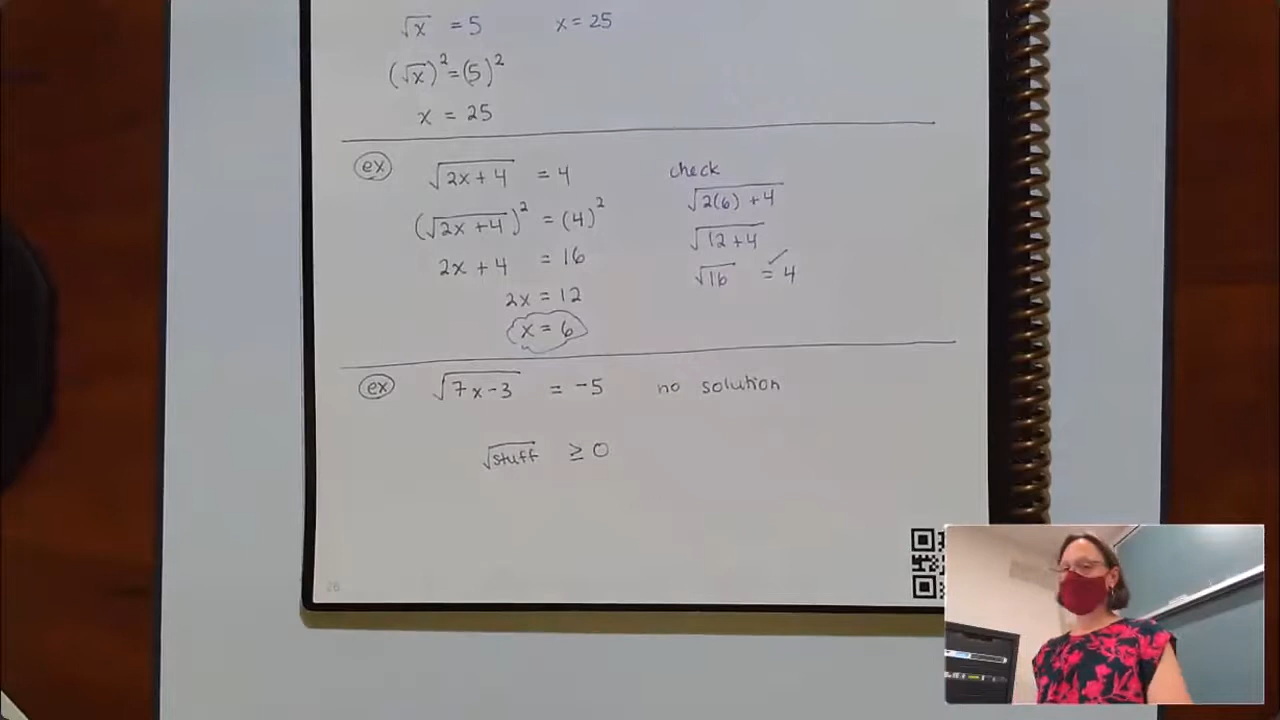 √x = 5 x = 25
(√x)² = (5)²
x = 25
ex √2x + 4 = 4 check
√2(6) + 4
(√2x + 4)² = (4)²
√12 + 4
2x + 4 = 16
√16 = 4 ✓
2x = 12
x = 6
ex √7x - 3 = -5 no solution
√stuff ≥ 0
26